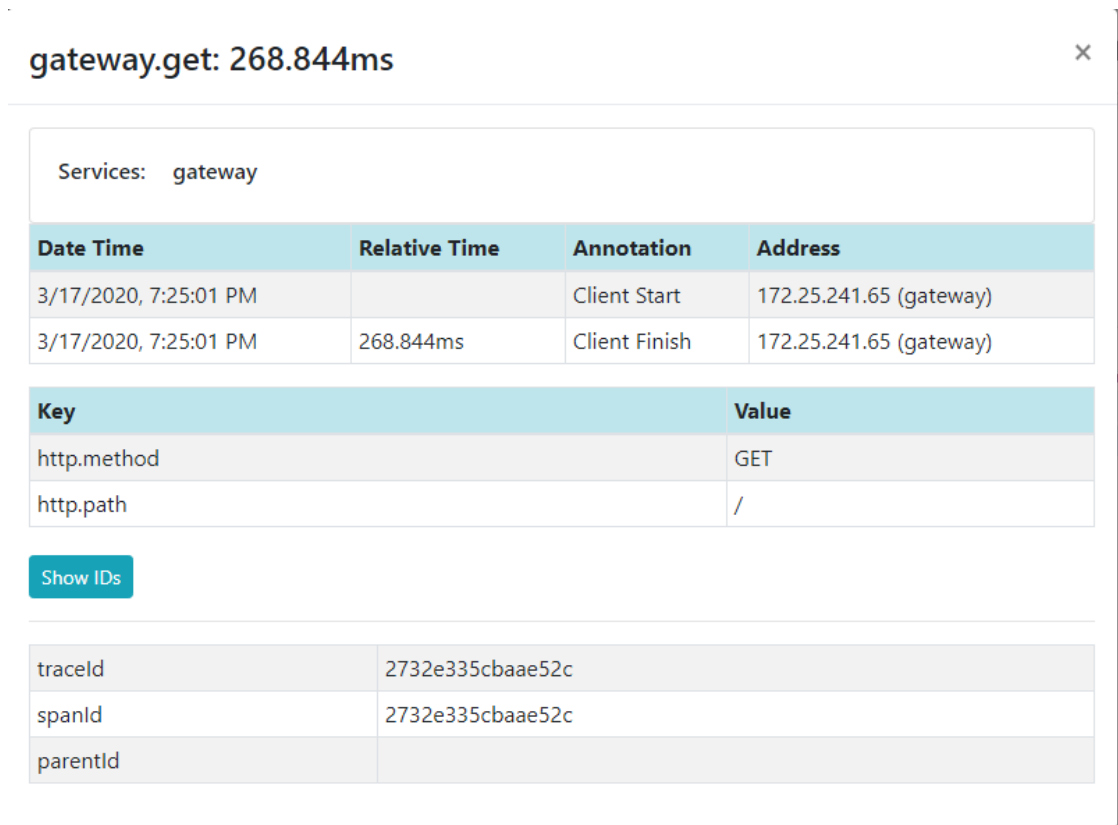 gateway.get: 268.844ms ×
Services: gateway
Date Time Relative Time Annotation Address
3/17/2020, 7:25:01 PM Client Start 172.25.241.65 (gateway)
3/17/2020, 7:25:01 PM 268.844ms Client Finish 172.25.241.65 (gateway)
Key Value
http.method GET
http.path /
Show IDs
traceId 2732e335cbaae52c
spanId 2732e335cbaae52c
parentId